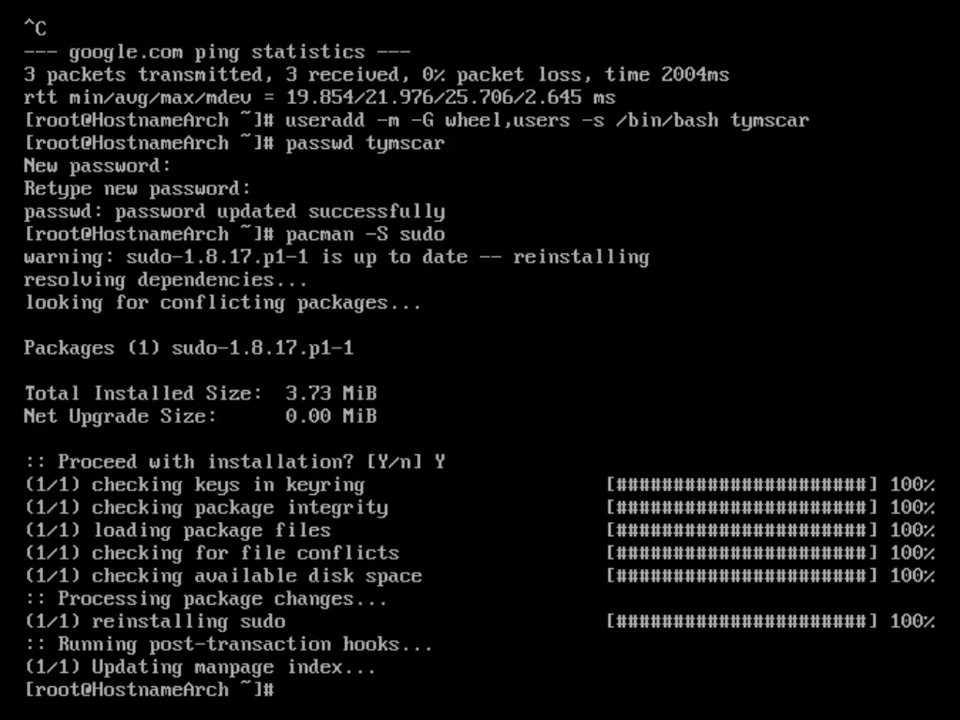 ^C
--- google.com ping statistics ---
3 packets transmitted, 3 received, 0% packet loss, time 2004ms
rtt min/avg/max/mdev = 19.854/21.976/25.706/2.645 ms
[root@HostnameArch ~]# useradd -m -G wheel,users -s /bin/bash tymscar
[root@HostnameArch ~]# passwd tymscar
New password:
Retype new password:
passwd: password updated successfully
[root@HostnameArch ~]# pacman -S sudo
warning: sudo-1.8.17.p1-1 is up to date -- reinstalling
resolving dependencies...
looking for conflicting packages...
Packages (1) sudo-1.8.17.p1-1
Total Installed Size:  3.73 MiB
Net Upgrade Size:      0.00 MiB
:: Proceed with installation? [Y/n] Y
(1/1) checking keys in keyring [######################] 100%
(1/1) checking package integrity [######################] 100%
(1/1) loading package files [######################] 100%
(1/1) checking for file conflicts [######################] 100%
(1/1) checking available disk space [######################] 100%
:: Processing package changes...
(1/1) reinstalling sudo [######################] 100%
:: Running post-transaction hooks...
(1/1) Updating manpage index...
[root@HostnameArch ~]#